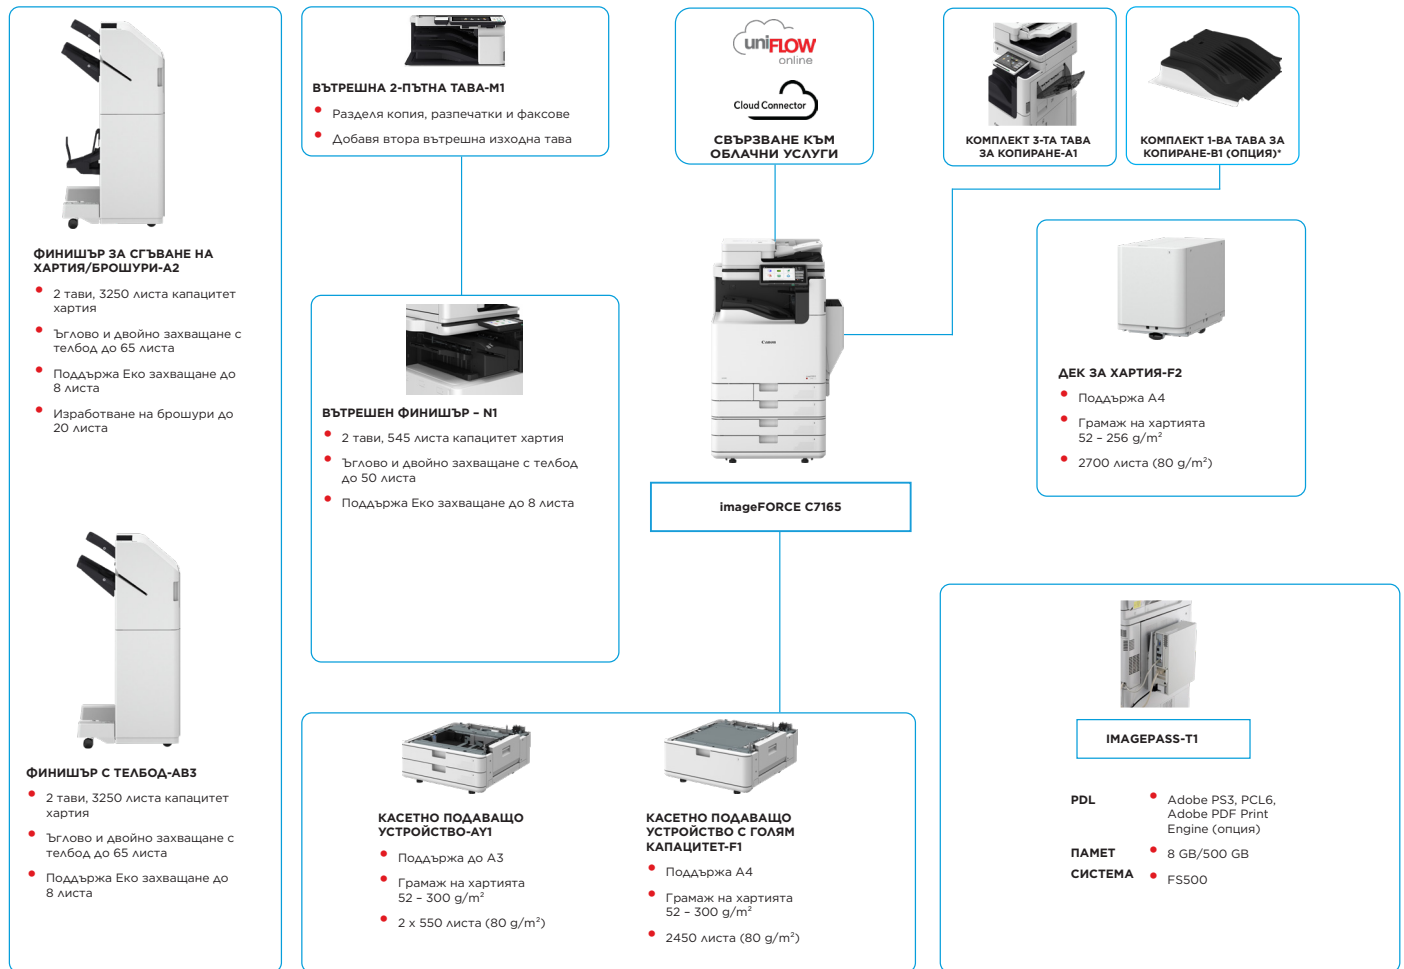 ФИНИШЪР ЗА СГЪВАНЕ НА
ХАРТИЯ/БРОШУРИ-A2
2 тави, 3250 листа капацитет
хартия
Ъглово и двойно захващане с
телбод до 65 листа
Поддържа Еко захващане до
8 листа
Изработване на брошури до
20 листа
ФИНИШЪР С ТЕЛБОД-AB3
2 тави, 3250 листа капацитет
хартия
Ъглово и двойно захващане с
телбод до 65 листа
Поддържа Еко захващане до
8 листа
ВЪТРЕШНА 2-ПЪТНА ТАВА-M1
Разделя копия, разпечатки и факсове
Добавя втора вътрешна изходна тава
ВЪТРЕШЕН ФИНИШЪР – N1
2 тави, 545 листа капацитет хартия
Ъглово и двойно захващане с телбод
до 50 листа
Поддържа Еко захващане до 8 листа
uniFLOW
online
Cloud Connector
СВЪРЗВАНЕ КЪМ
ОБЛАЧНИ УСЛУГИ
Canon
imageFORCE C7165
КОМПЛЕКТ 3-ТА ТАВА
ЗА КОПИРАНЕ-A1
КОМПЛЕКТ 1-ВА ТАВА ЗА
КОПИРАНЕ-B1 (ОПЦИЯ)*
ДЕК ЗА ХАРТИЯ-F2
Поддържа A4
Грамаж на хартията
52 – 256 g/m²
2700 листа (80 g/m²)
КАСЕТНО ПОДАВАЩО
УСТРОЙСТВО-AY1
Поддържа до A3
Грамаж на хартията
52 – 300 g/m²
2 x 550 листа (80 g/m²)
КАСЕТНО ПОДАВАЩО
УСТРОЙСТВО С ГОЛЯМ
КАПАЦИТЕТ-F1
Поддържа A4
Грамаж на хартията
52 – 300 g/m²
2450 листа (80 g/m²)
IMAGEPASS-T1
PDL Adobe PS3, PCL6,
Adobe PDF Print
Engine (опция)
ПАМЕТ 8 GB/500 GB
СИСТЕМА FS500